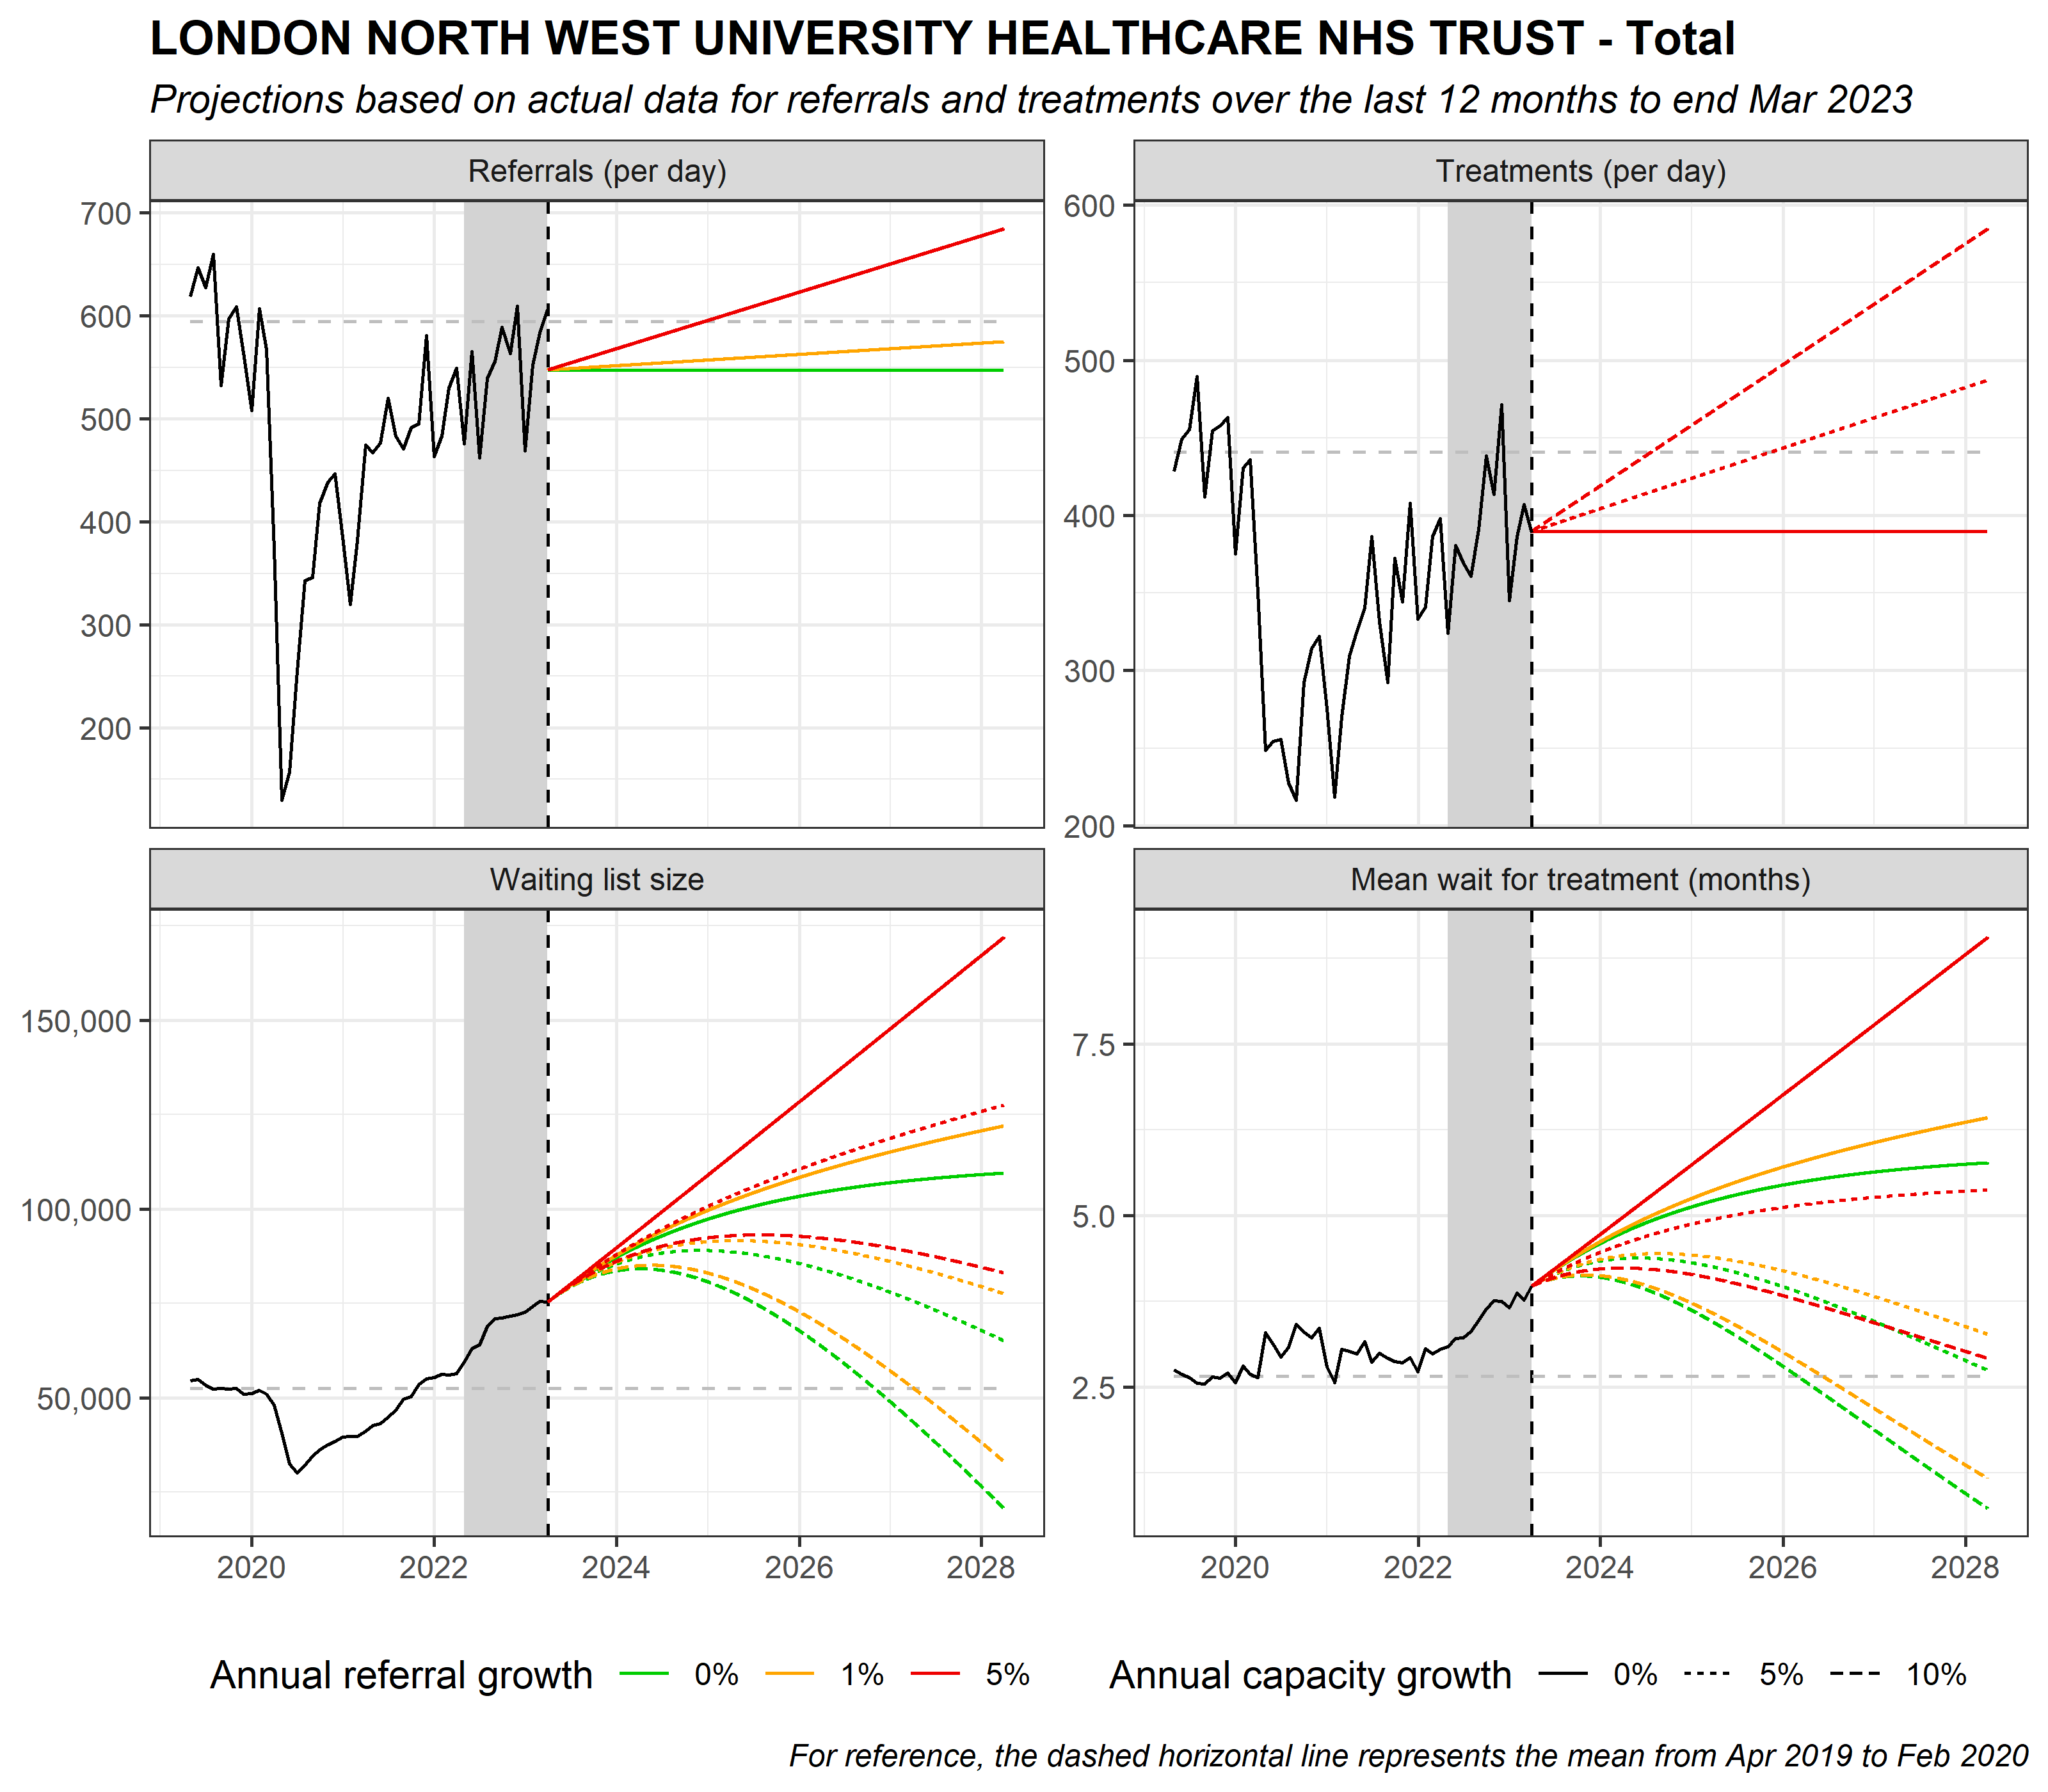 LONDON NORTH WEST UNIVERSITY HEALTHCARE NHS TRUST - Total
Projections based on actual data for referrals and treatments over the last 12 months to end Mar 2023
Referrals (per day)
700
600
500
400
300
200
Treatments (per day)
600
500
400
300
200
Waiting list size
150,000
100,000
50,000
2020 2022 2024 2026 2028
Mean wait for treatment (months)
7.5
5.0
2.5
2020 2022 2024 2026 2028
Annual referral growth 0% 1% 5%
Annual capacity growth 0% 5% 10%
For reference, the dashed horizontal line represents the mean from Apr 2019 to Feb 2020